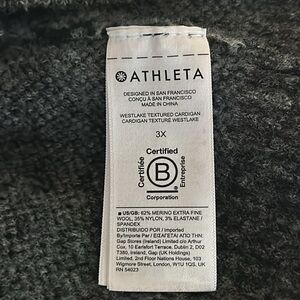 ATHLETA
DESIGNED IN SAN FRANCISCO
CONÇU À SAN FRANCISCO
MADE IN CHINA
WESTLAKE TEXTURED CARDIGAN
CARDIGAN TEXTURÉ WESTLAKE
3X
Certified
Certifiée
B
Entreprise
Corporation
US/GB: 62% MERINO EXTRA FINE
WOOL, 35% NYLON, 3% ELASTANE /
SPANDEX
DISTRIBUIDO POR / Imported
By/Importe Par / ΕΙΣΑΓΕΤΑΙ ΑΠΟ ΤΗΝ:
Gap Stores (Ireland) Limited c/o Arthur
Cox, 10 Earlsfort Terrace, Dublin 2, D02
T380, Ireland, Gap (UK Holdings)
Limited, 2nd Floor Nations House, 103
Wigmore Street, London, W1U 1QS, UK
RN 54023